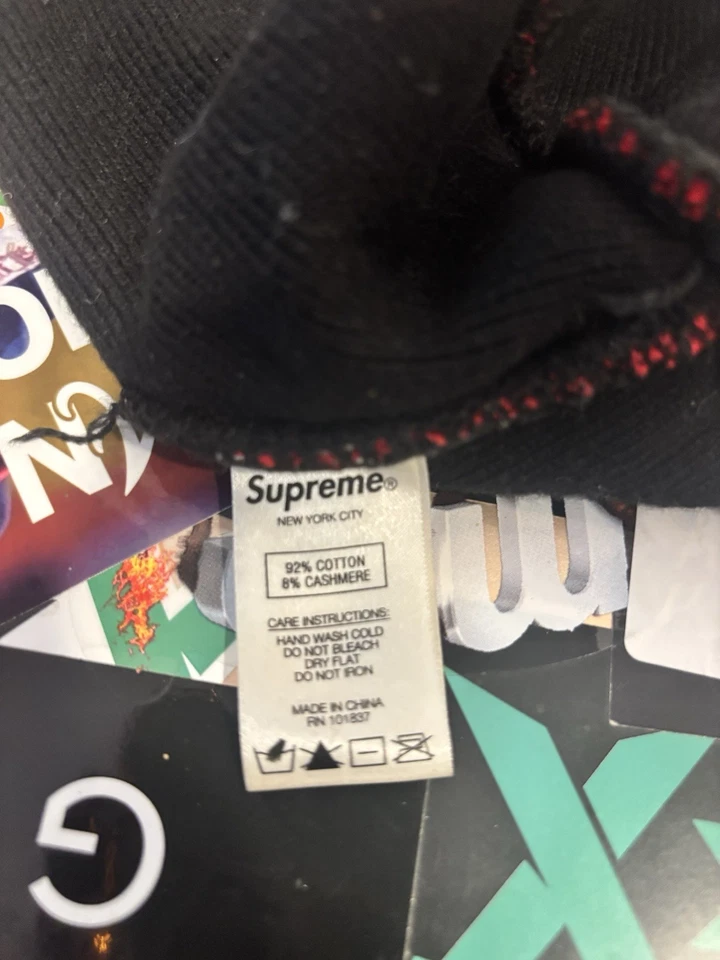 Supreme®
NEW YORK CITY
92% COTTON
8% CASHMERE
CARE INSTRUCTIONS:
HAND WASH COLD
DO NOT BLEACH
DRY FLAT
DO NOT IRON
MADE IN CHINA
RN 101837
G